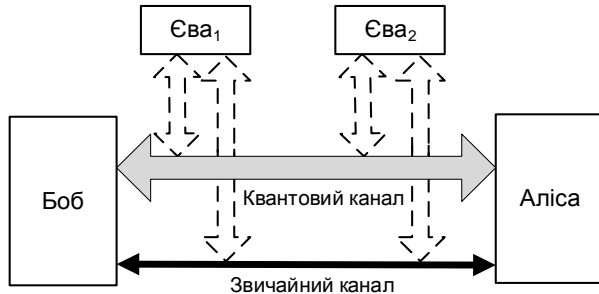 Єва₁
Єва₂
Боб
Квантовий канал
Аліса
Звичайний канал